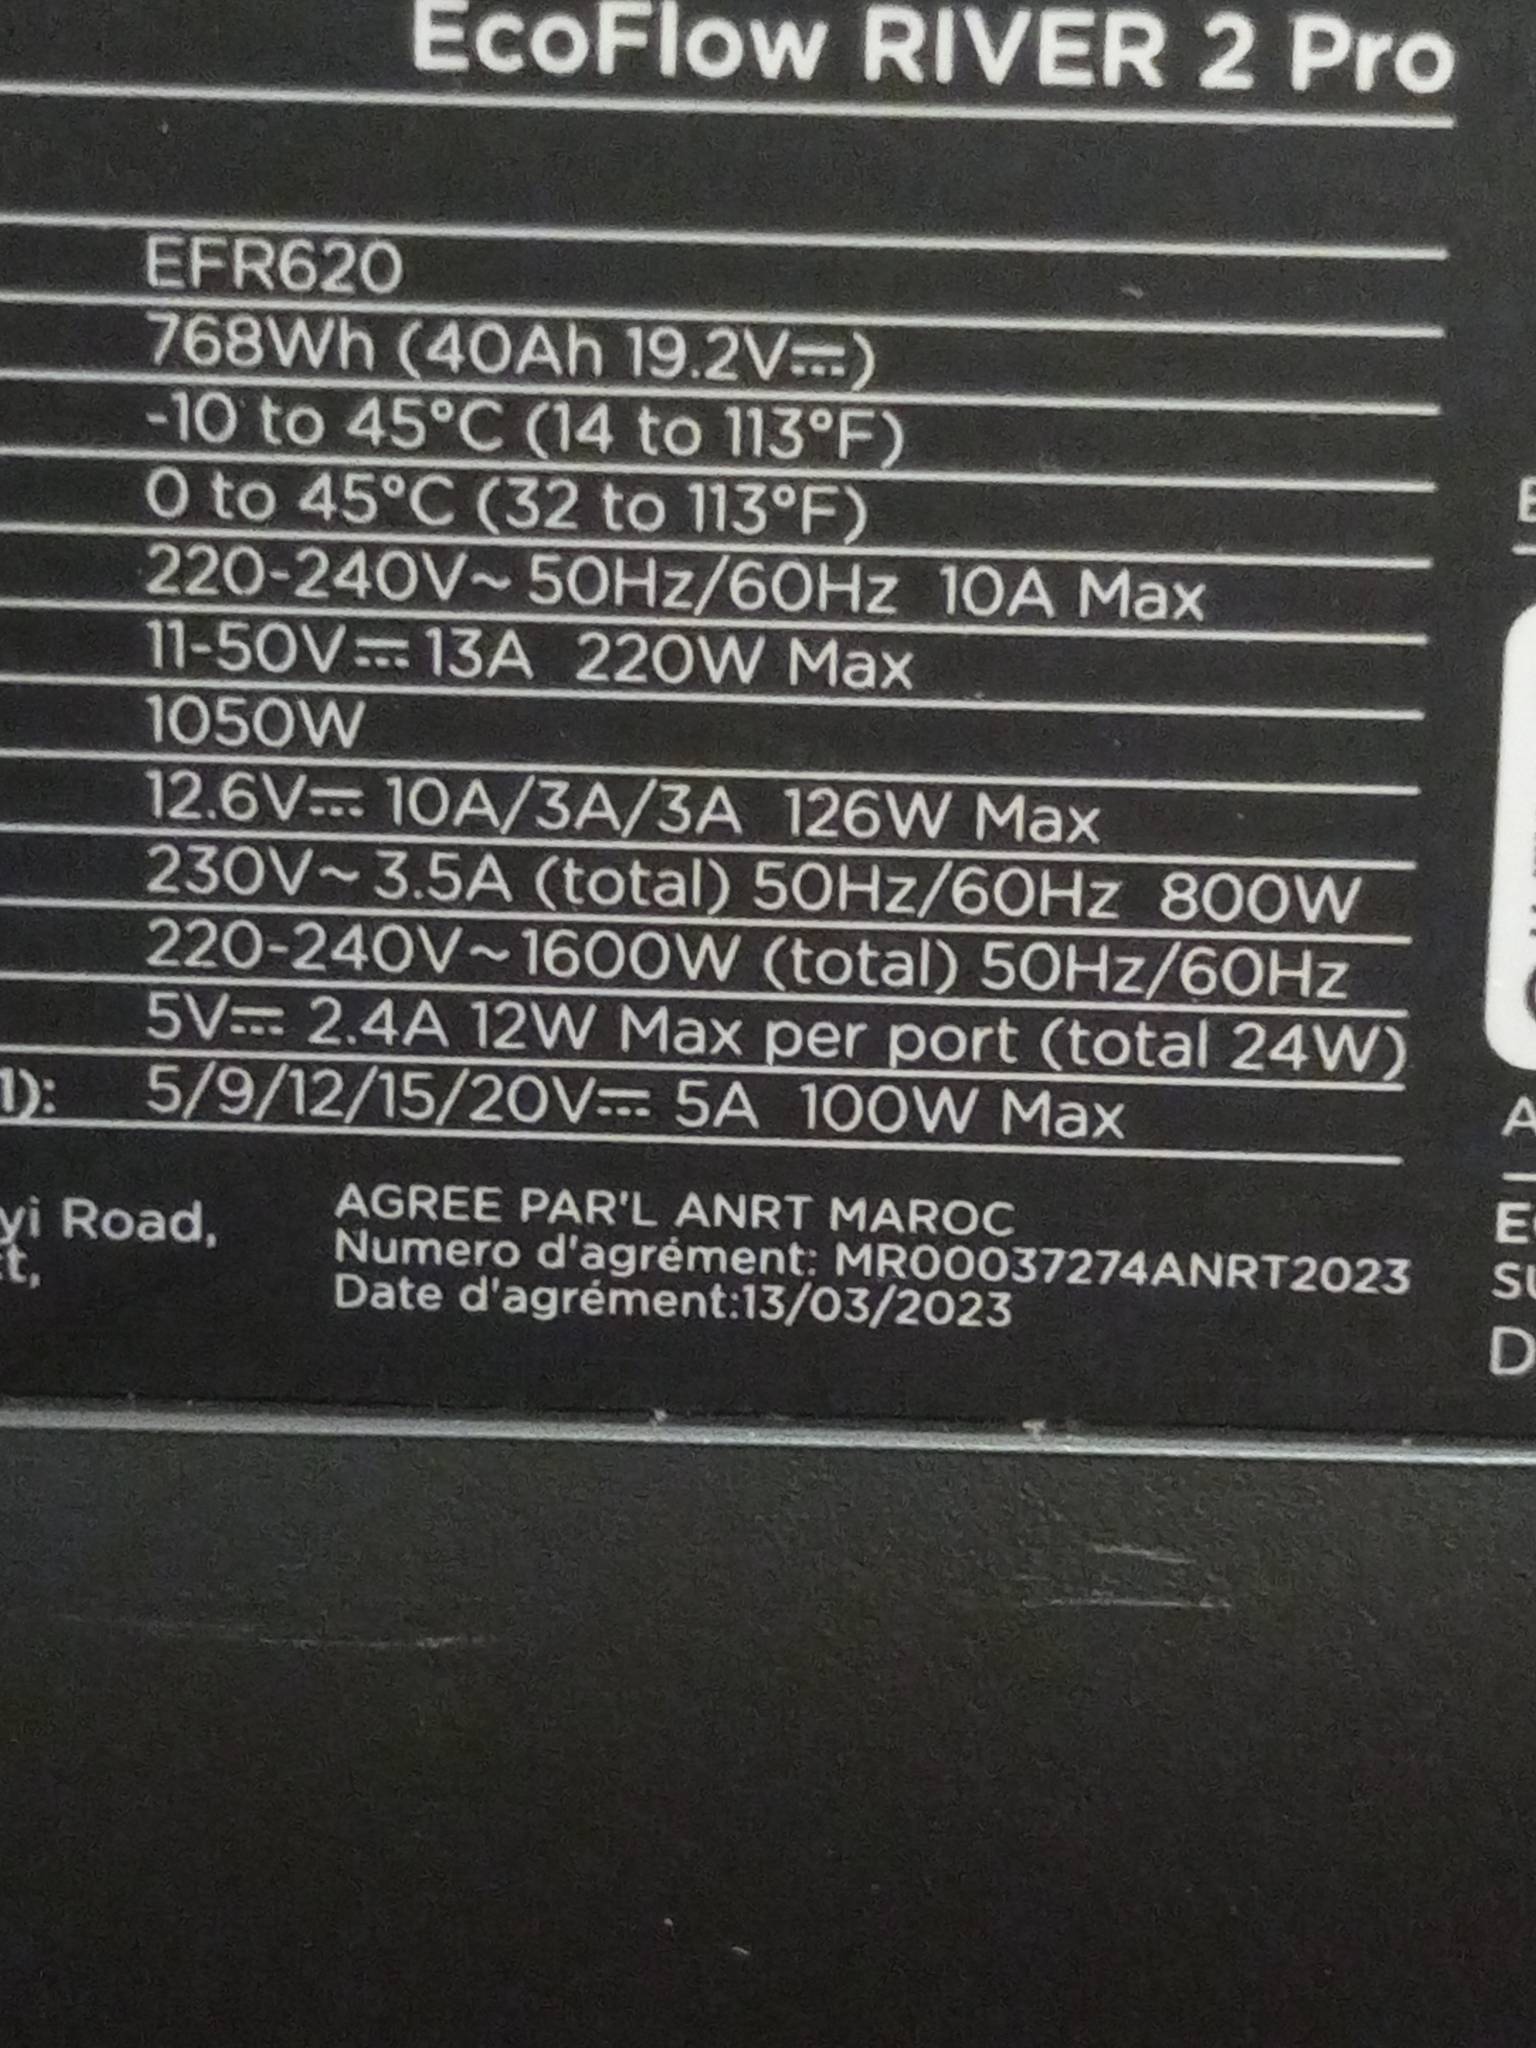 EcoFlow RIVER 2 Pro
EFR620
768Wh (40Ah 19.2V⎓)
-10 to 45°C (14 to 113°F)
0 to 45°C (32 to 113°F)
220-240V~ 50Hz/60Hz 10A Max
11-50V⎓ 13A 220W Max
1050W
12.6V⎓ 10A/3A/3A 126W Max
230V~ 3.5A (total) 50Hz/60Hz 800W
220-240V~ 1600W (total) 50Hz/60Hz
5V⎓ 2.4A 12W Max per port (total 24W)
1): 5/9/12/15/20V⎓ 5A 100W Max
yi Road,
t,
AGREE PAR'L ANRT MAROC
Numero d'agrément: MR00037274ANRT2023
Date d'agrément:13/03/2023